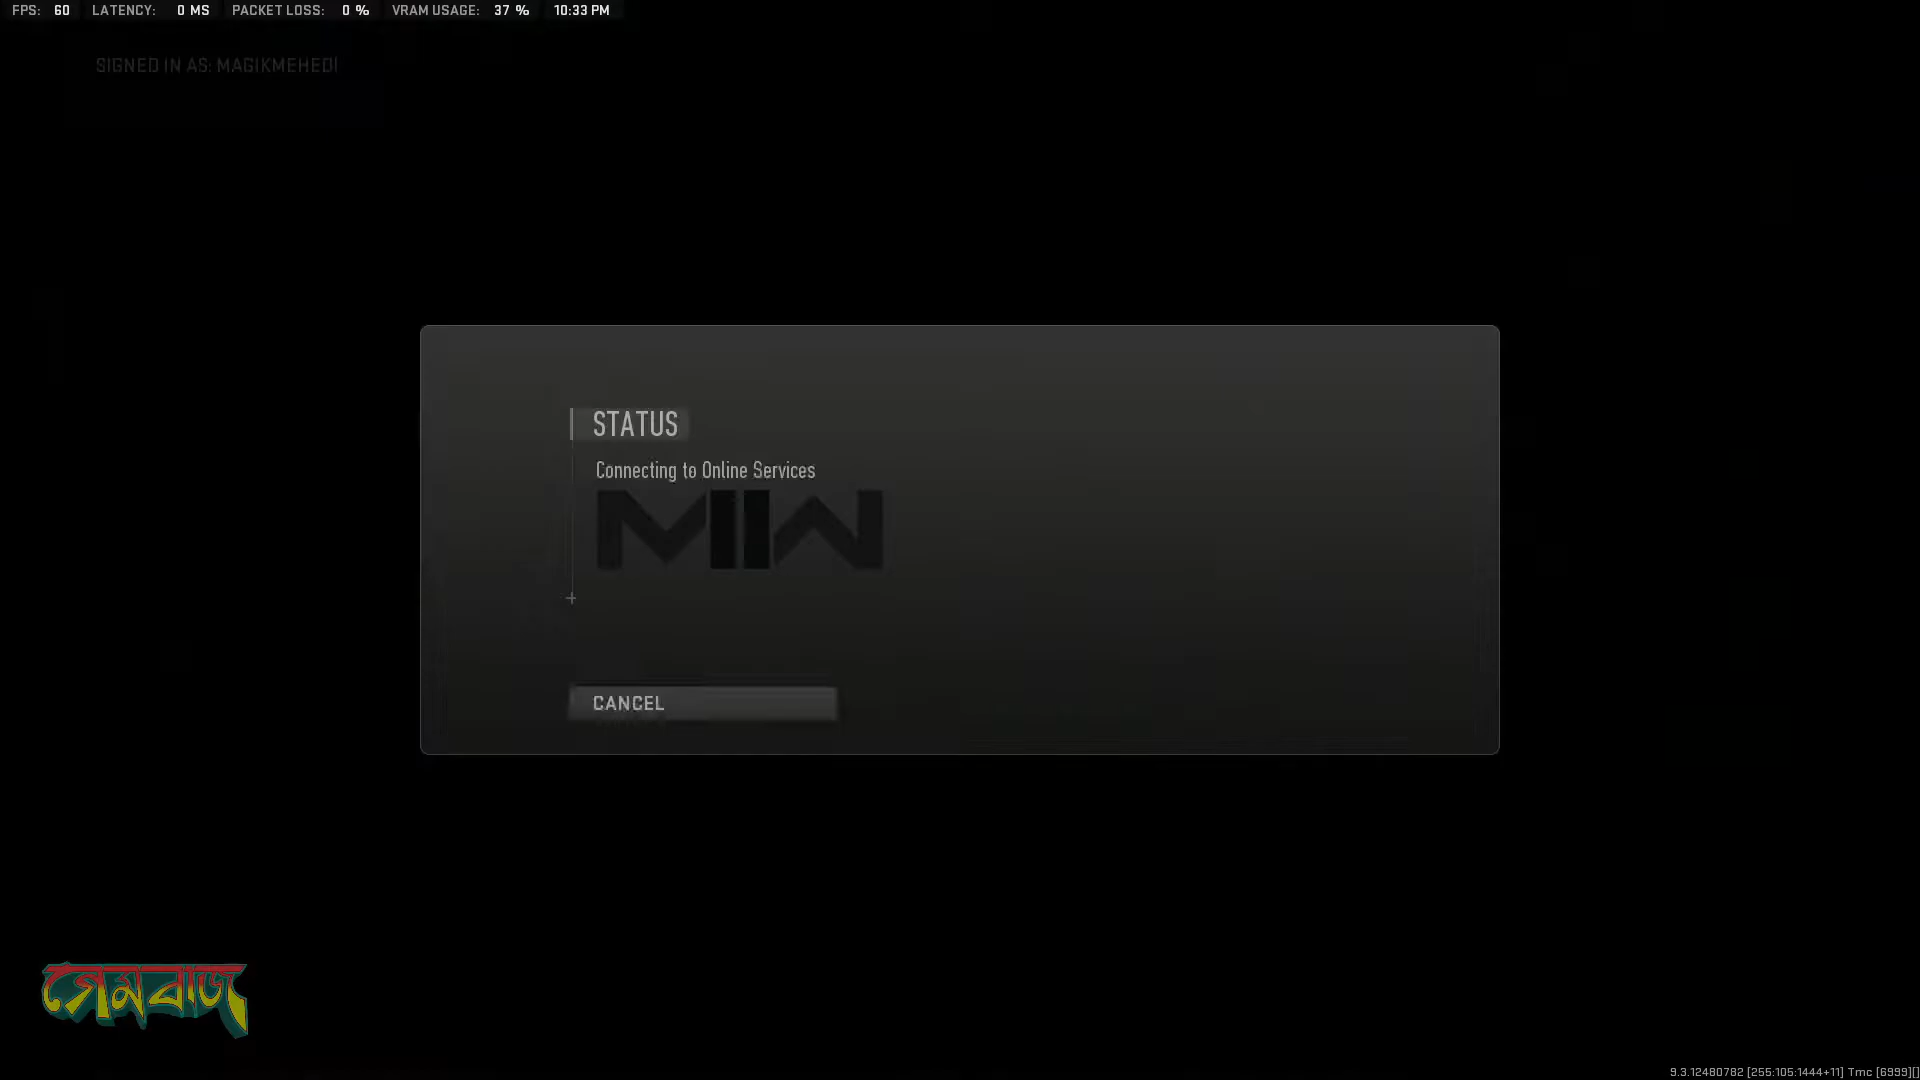 FPS: 60 LATENCY: 0 MS PACKET LOSS: 0 % VRAM USAGE: 37 % 10:33 PM
SIGNED IN AS: MAGIKMEHEDI
STATUS
Connecting to Online Services
MIIW
CANCEL
গেমবাজ
9.3.12480782 [255:105:1444+11] Tmc [6999][]